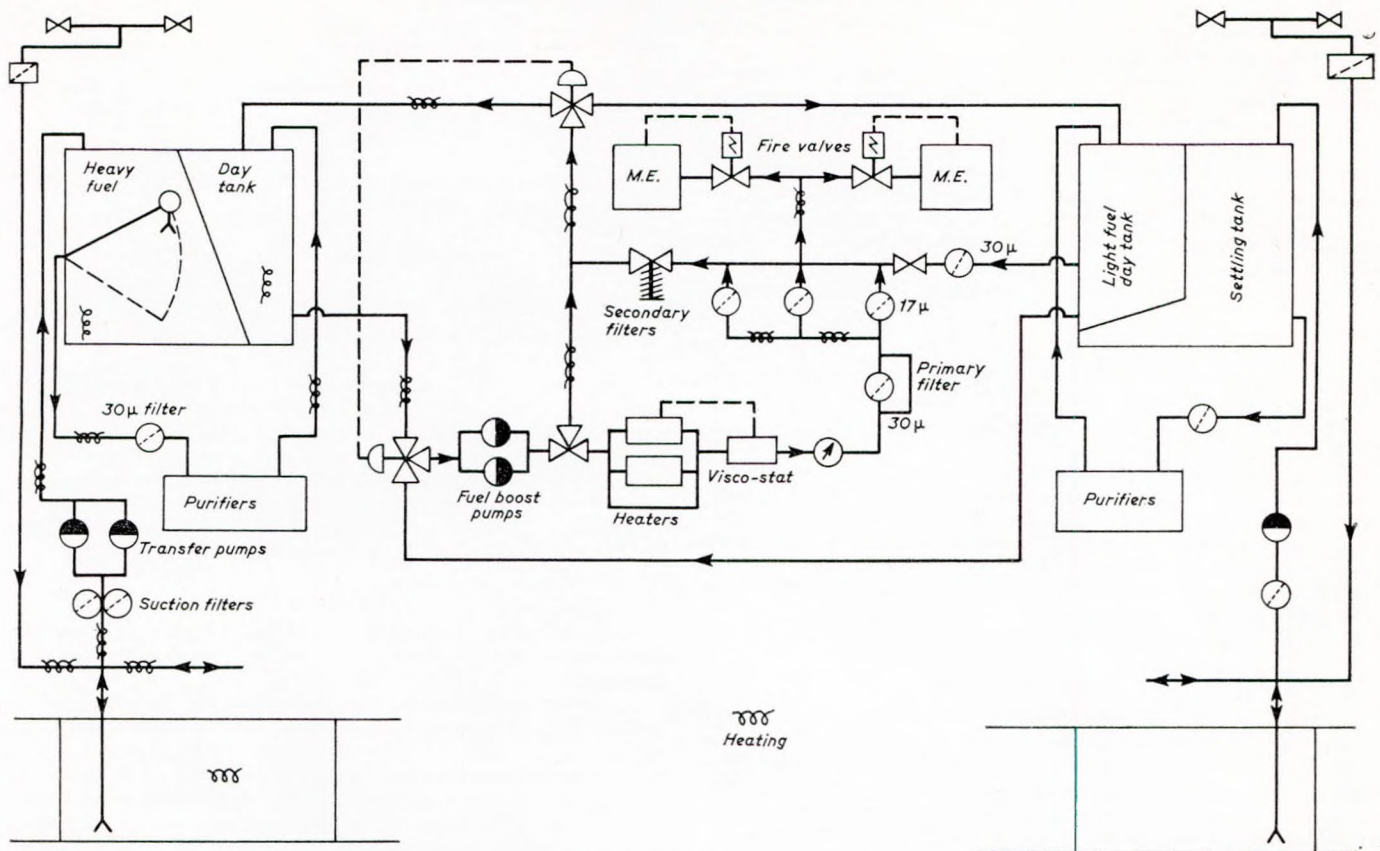 Heavy
fuel
Day
tank
M.E.
Fire valves
M.E.
Light fuel
day tank
Settling tank
30µ
Secondary
filters
17µ
Primary
filter
30µ
30µ filter
Visco-stat
Purifiers
Fuel boost
pumps
Heaters
Purifiers
Transfer pumps
Suction filters
Heating